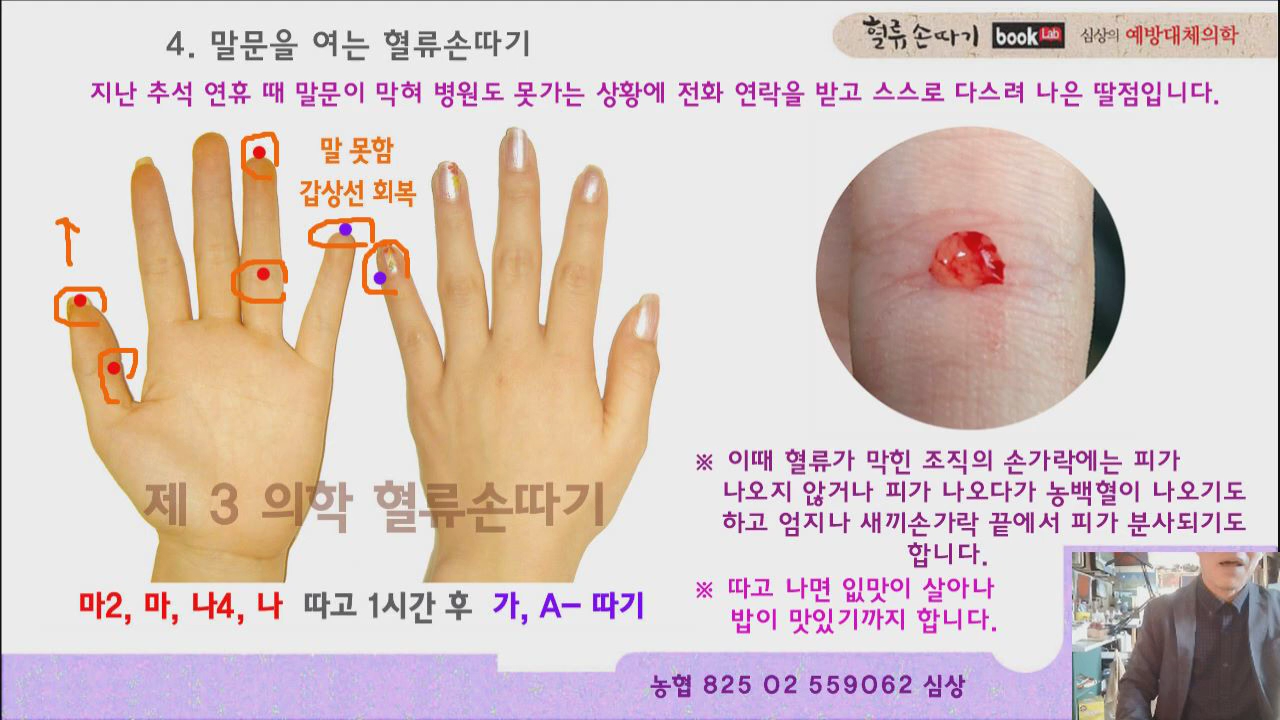 4. 말문을 여는 혈류손따기
혈류 손따기 book Lab 심상의 예방대체의학
지난 추석 연휴 때 말문이 막혀 병원도 못가는 상황에 전화 연락을 받고 스스로 다스려 나은 딸점입니다.
말 못함
갑상선 회복
제 3 의학 혈류손따기
마2, 마, 나4, 나 따고 1시간 후 가, A- 따기
※ 이때 혈류가 막힌 조직의 손가락에는 피가
나오지 않거나 피가 나오다가 농백혈이 나오기도
하고 엄지나 새끼손가락 끝에서 피가 분사되기도
합니다.
※ 따고 나면 입맛이 살아나
밥이 맛있기까지 합니다.
농협 825 02 559062 심상